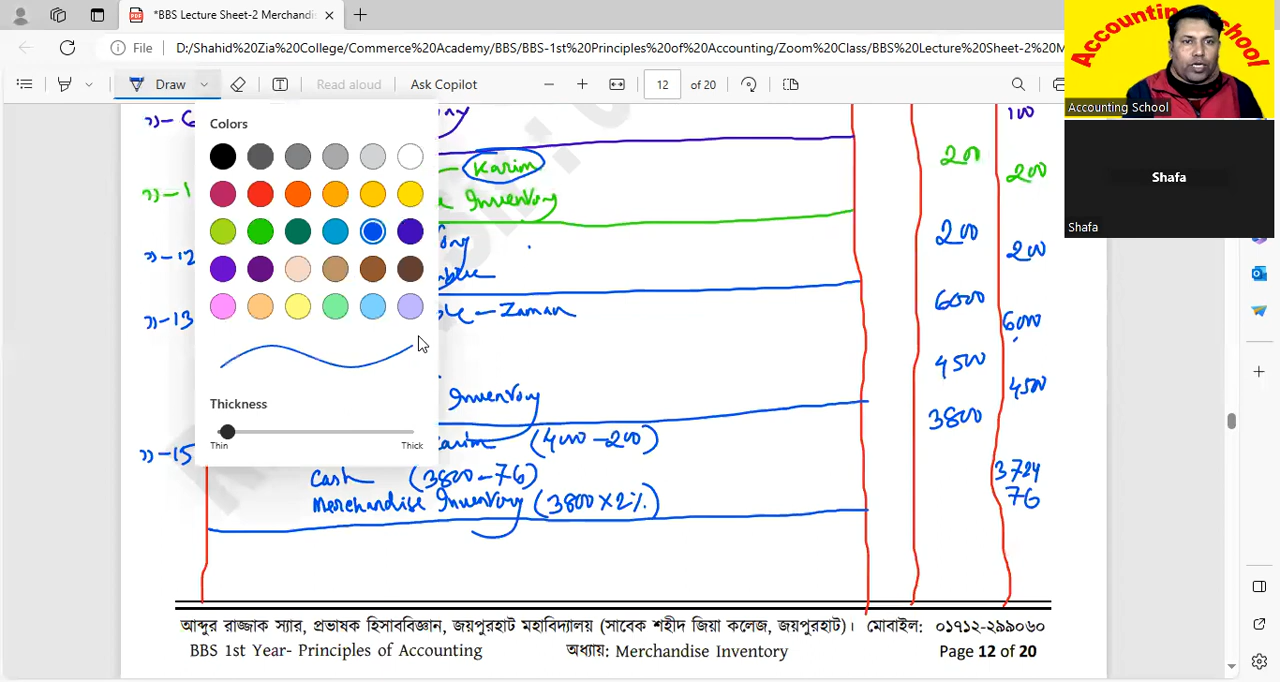 *BBS Lecture Sheet-2 Merchandi
File D:/Shahid%20Zia%20College/Commerce%20Academy/BBS/BBS-1st%20Principles%20of%20Accounting/Zoom%20Class/BBS%20Lecture%20Sheet-2%20M
Draw Read aloud Ask Copilot 12 of 20
Accounting School
Accounting School
Shafa
Shafa
Colors
Thickness
Thin Thick
100
Karim 200
Inventory 200
200
200
6000
– Zaman 6000
4500
Inventory 4500
(400 – 200) 3800
Cash (3800 – 76) 3724
Merchandise Inventory (3800 × 2%) 76
আব্দুর রাজ্জাক স্যার, প্রভাষক হিসাববিজ্ঞান, জয়পুরহাট মহাবিদ্যালয় (সাবেক শহীদ জিয়া কলেজ, জয়পুরহাট)। মোবাইল: ০১৭১২-২৯৯০৬০
BBS 1st Year- Principles of Accounting অধ্যায়: Merchandise Inventory Page 12 of 20